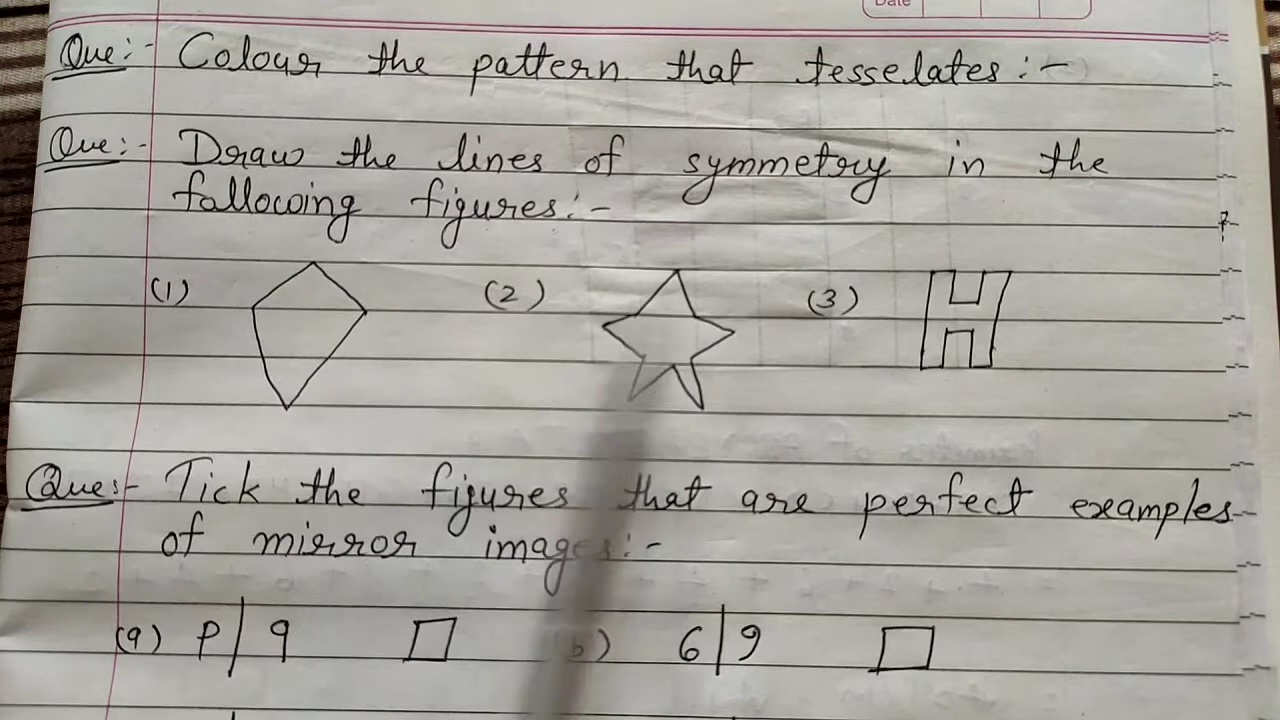 Date
Que:- Colour the pattern that tesselates:-
Que:- Draw the lines of symmetry in the
following figures:-
(1) (2) (3)
Que:- Tick the figures that are perfect examples
of mirror images:-
(a) P | q (b) 6 | 9